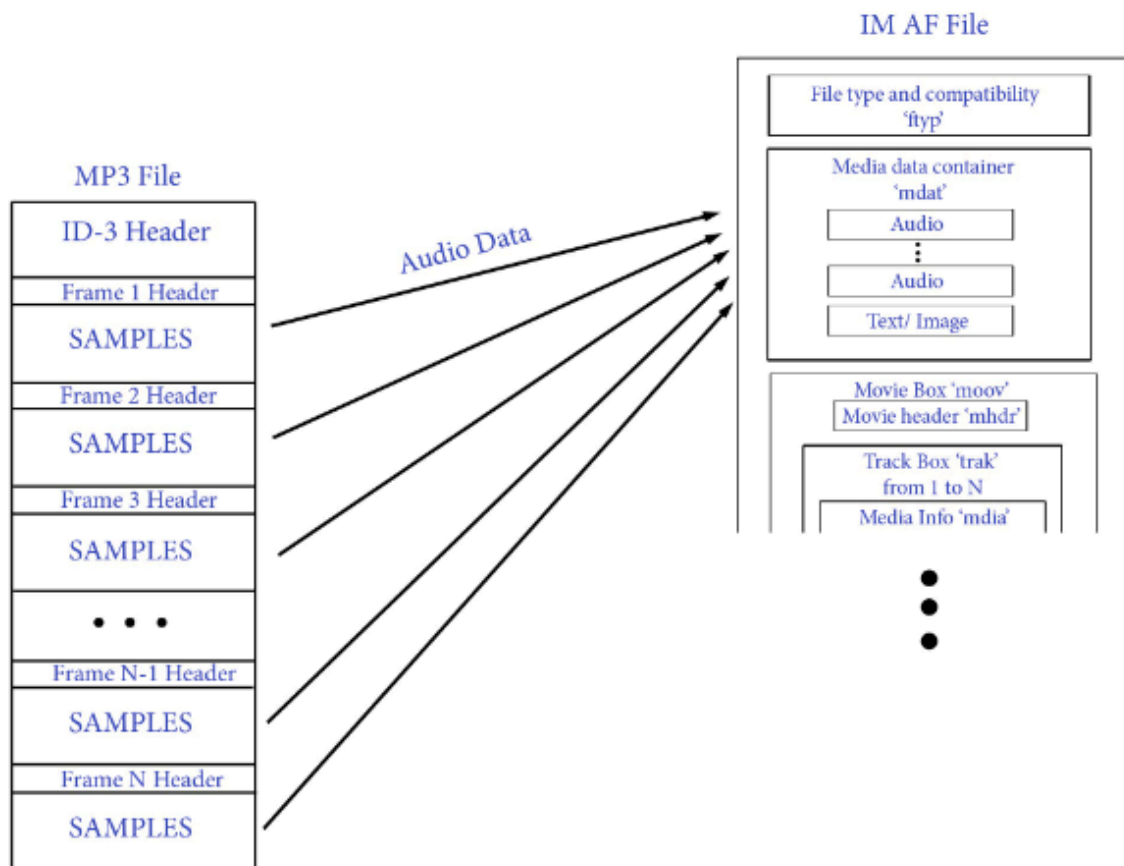 IM AF File
File type and compatibility
‘ftyp’
Media data container
‘mdat’
Audio
Audio
Text/ Image
Movie Box ‘moov’
Movie header ‘mhdr’
Track Box ‘trak’
from 1 to N
Media Info ‘mdia’
MP3 File
ID-3 Header
Frame 1 Header
SAMPLES
Frame 2 Header
SAMPLES
Frame 3 Header
SAMPLES
Frame N-1 Header
SAMPLES
Frame N Header
SAMPLES
Audio Data